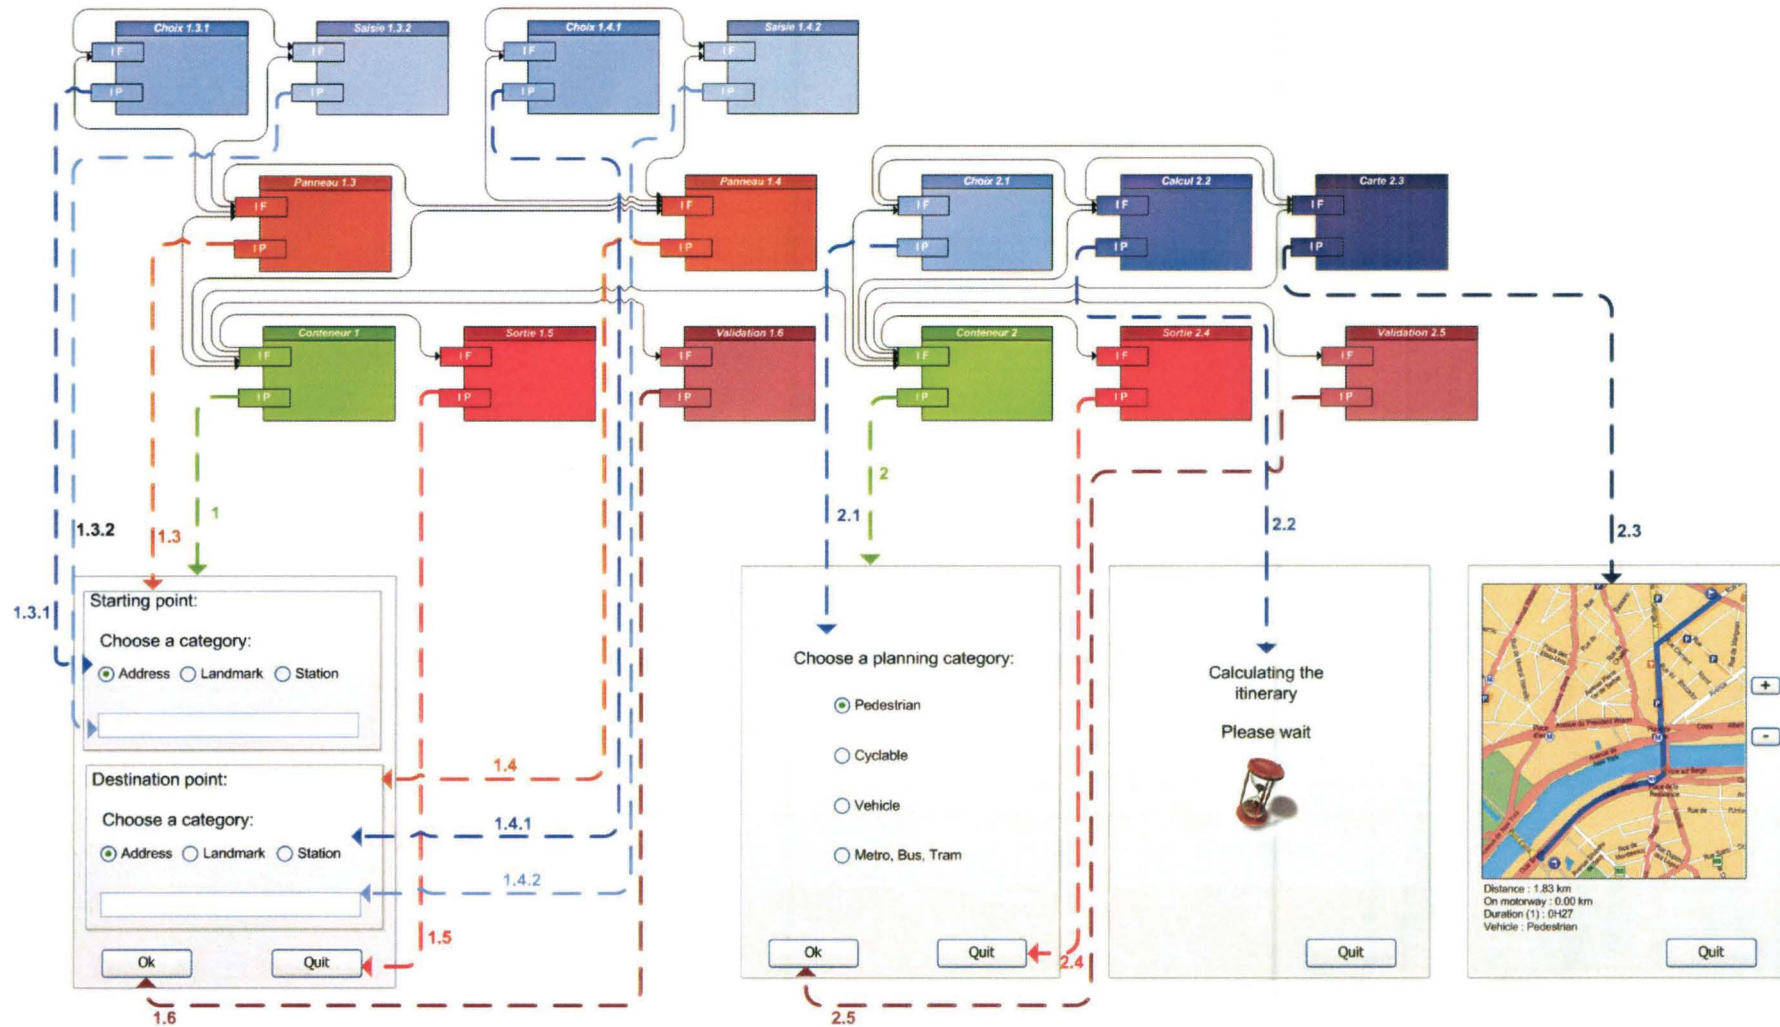 Choix 1.3.1
Saisie 1.3.2
Choix 1.4.1
Saisie 1.4.2
I F
I F
I F
I F
I P
I P
I P
I P
Panneau 1.3
Panneau 1.4
Choix 2.1
Calcul 2.2
Carte 2.3
I F
I F
I F
I F
I F
I P
I P
I P
I P
I P
Conteneur 1
Sortie 1.5
Validation 1.6
Conteneur 2
Sortie 2.4
Validation 2.5
I F
I F
I F
I F
I F
I F
I P
I P
I P
I P
I P
I P
1.3.2
1.3
1
2.1
2
2.2
2.3
1.3.1
Starting point:
Choose a category:
Address
Landmark
Station
Destination point:
Choose a category:
Address
Landmark
Station
Ok
Quit
1.4
1.4.1
1.4.2
1.5
1.6
Choose a planning category:
Pedestrian
Cyclable
Vehicle
Metro, Bus, Tram
Ok
Quit
2.4
2.5
Calculating the
itinerary
Please wait
Quit
+
-
Avenue du President Wilson
Distance : 1.83 km
On motorway : 0.00 km
Duration (1) : 0H27
Vehicle : Pedestrian
Quit